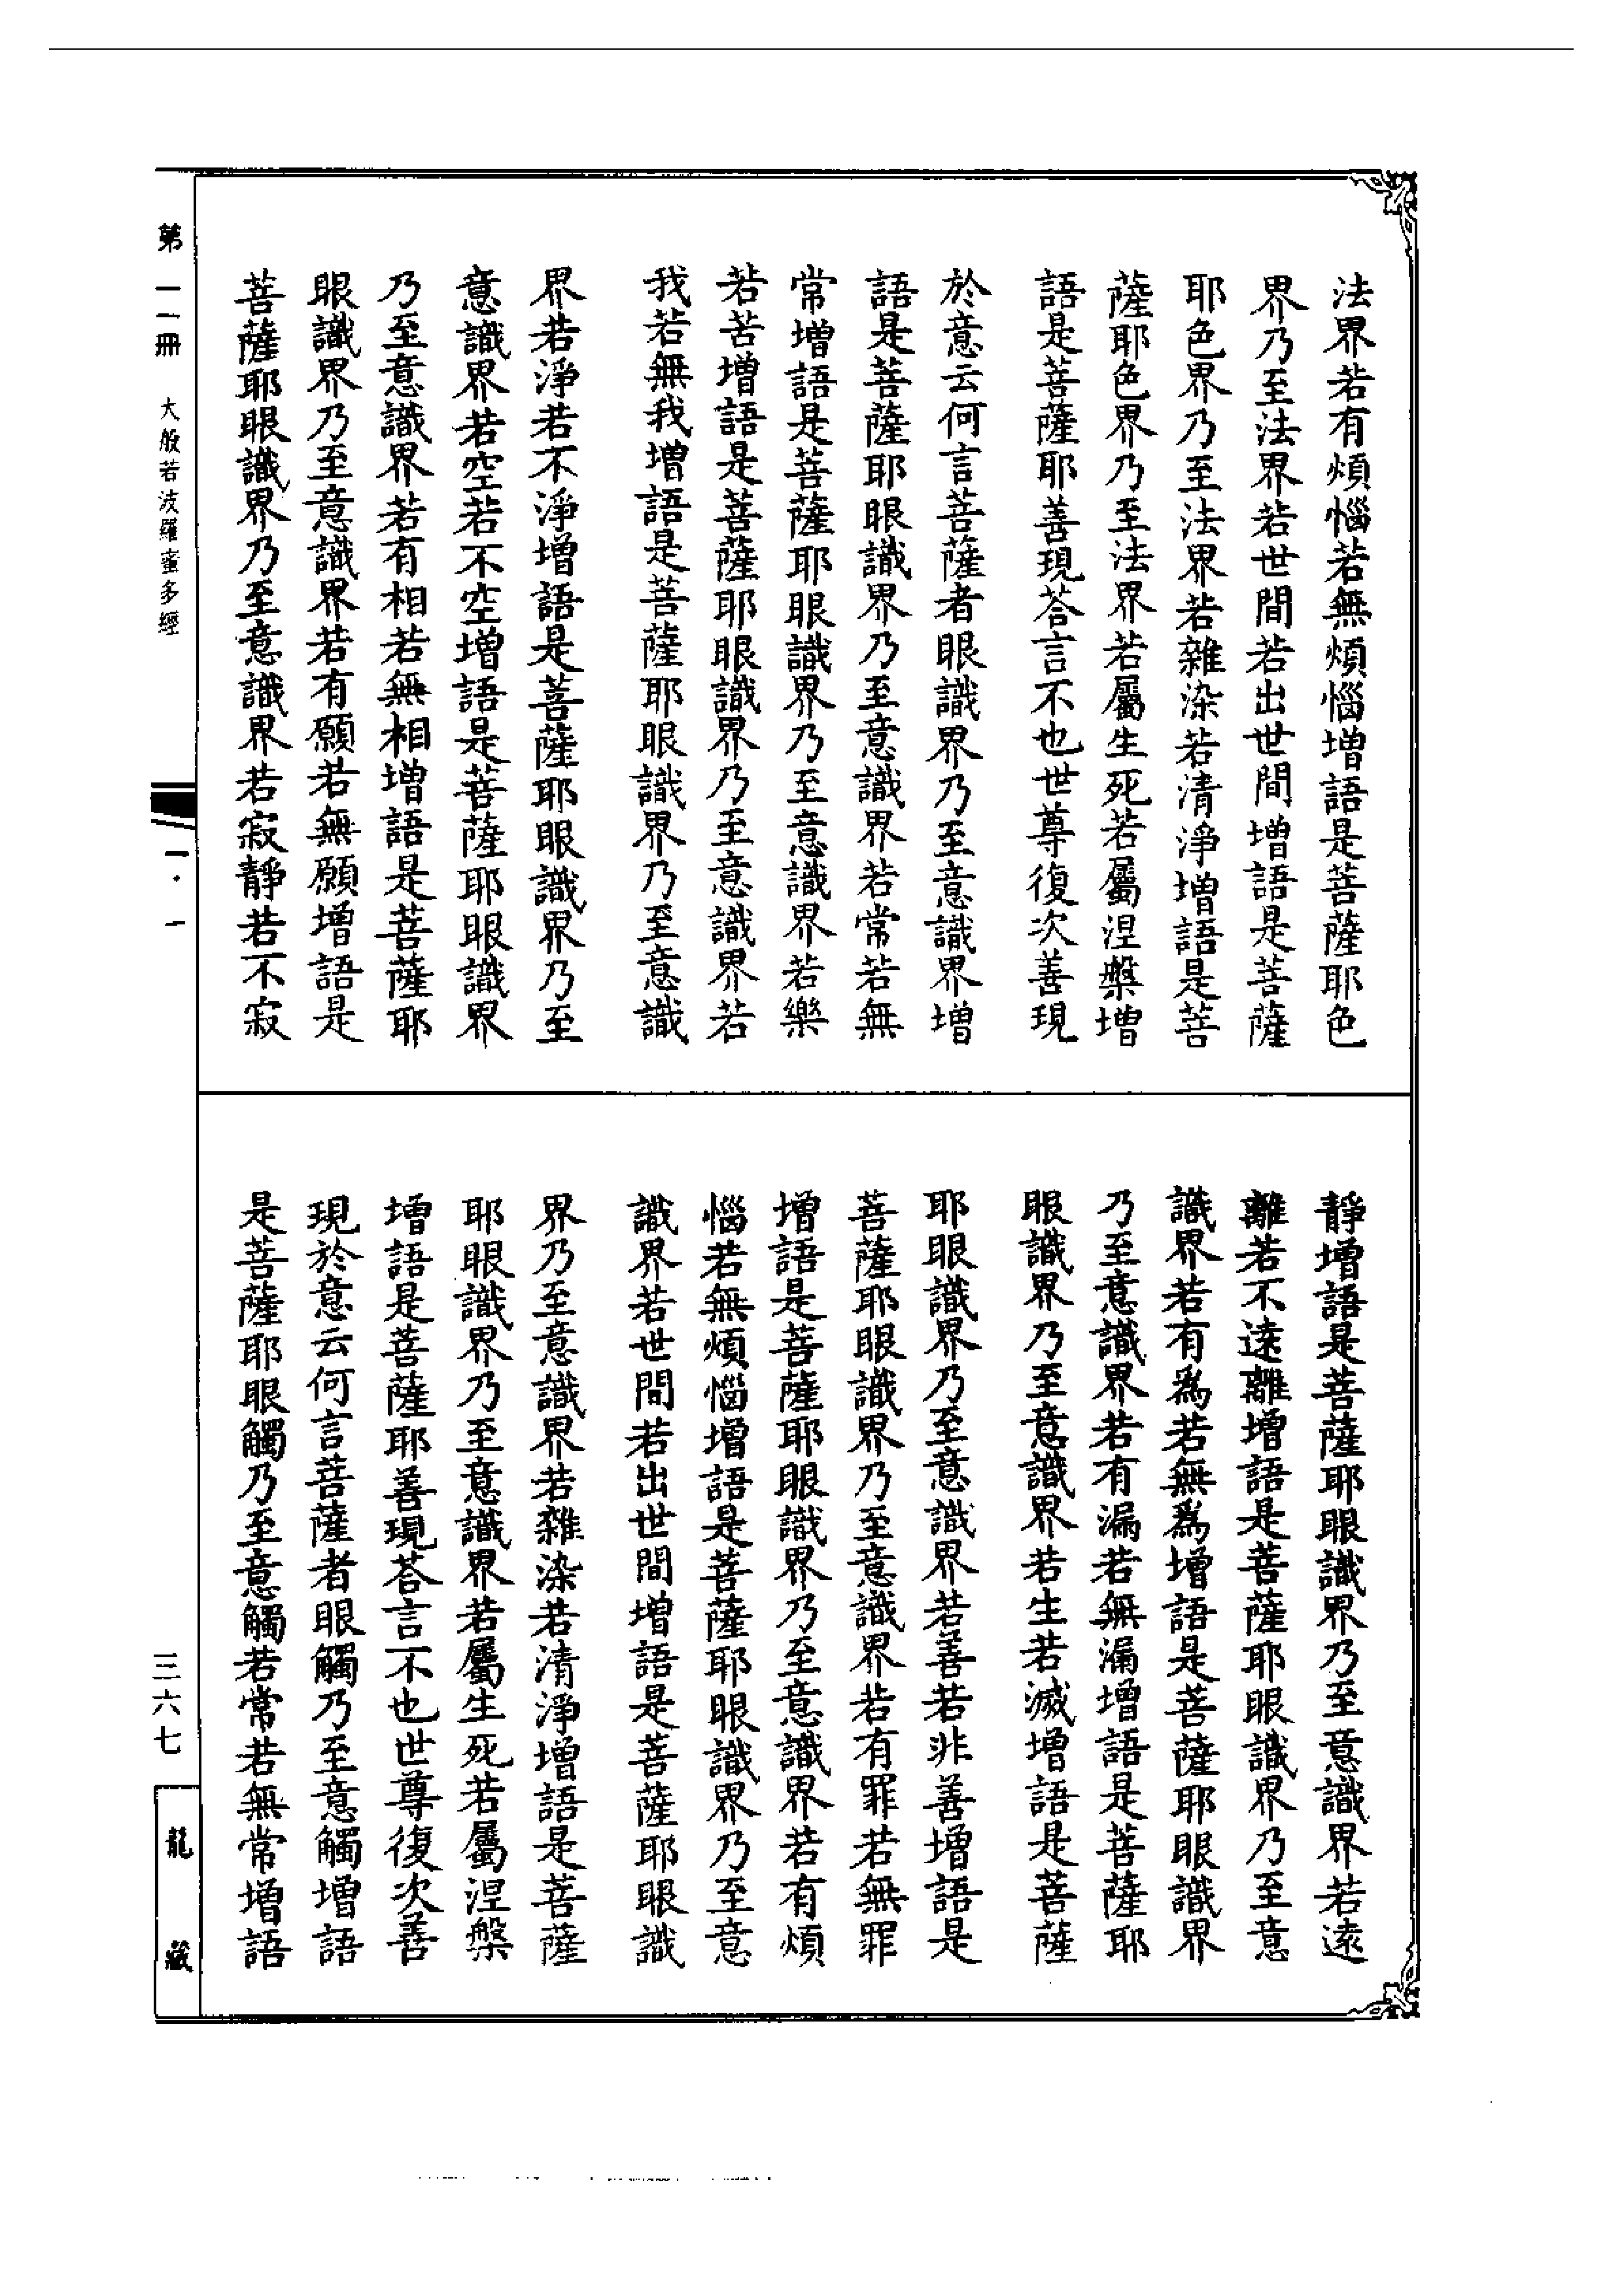 法界若有煩惱若無煩惱增語是菩薩耶色
界乃至法界若世間若出世間增語是菩薩
耶色界乃至法界若雜染若清淨增語是菩
薩耶色界乃至法界若屬生死若屬涅槃增
語是菩薩耶善現荅言不也世尊復次善現
於意云何言菩薩者眼識界乃至意識界增
語是菩薩耶眼識界乃至意識界若常若無
常增語是菩薩耶眼識界乃至意識界若樂
若苦增語是菩薩耶眼識界乃至意識界若
我若無我增語是菩薩耶眼識界乃至意識
界若淨若不淨增語是菩薩耶眼識界乃至
意識界若空若不空增語是菩薩耶眼識界
乃至意識界若有相若無相增語是菩薩耶
眼識界乃至意識界若有願若無願增語是
菩薩耶眼識界乃至意識界若寂靜若不寂
靜增語是菩薩耶眼識界乃至意識界若遠
離若不遠離增語是菩薩耶眼識界乃至意
識界若有為若無為增語是菩薩耶眼識界
乃至意識界若有漏若無漏增語是菩薩耶
眼識界乃至意識界若生若滅增語是菩薩
耶眼識界乃至意識界若善若非善增語是
菩薩耶眼識界乃至意識界若有罪若無罪
增語是菩薩耶眼識界乃至意識界若有煩
惱若無煩惱增語是菩薩耶眼識界乃至意
識界若世間若出世間增語是菩薩耶眼識
界乃至意識界若雜染若清淨增語是菩薩
耶眼識界乃至意識界若屬生死若屬涅槃
增語是菩薩耶善現荅言不也世尊復次善
現於意云何言菩薩者眼觸乃至意觸增語
是菩薩耶眼觸乃至意觸若常若無常增語
第一一冊 大般若波羅蜜多經
一·一
三六七
龍藏